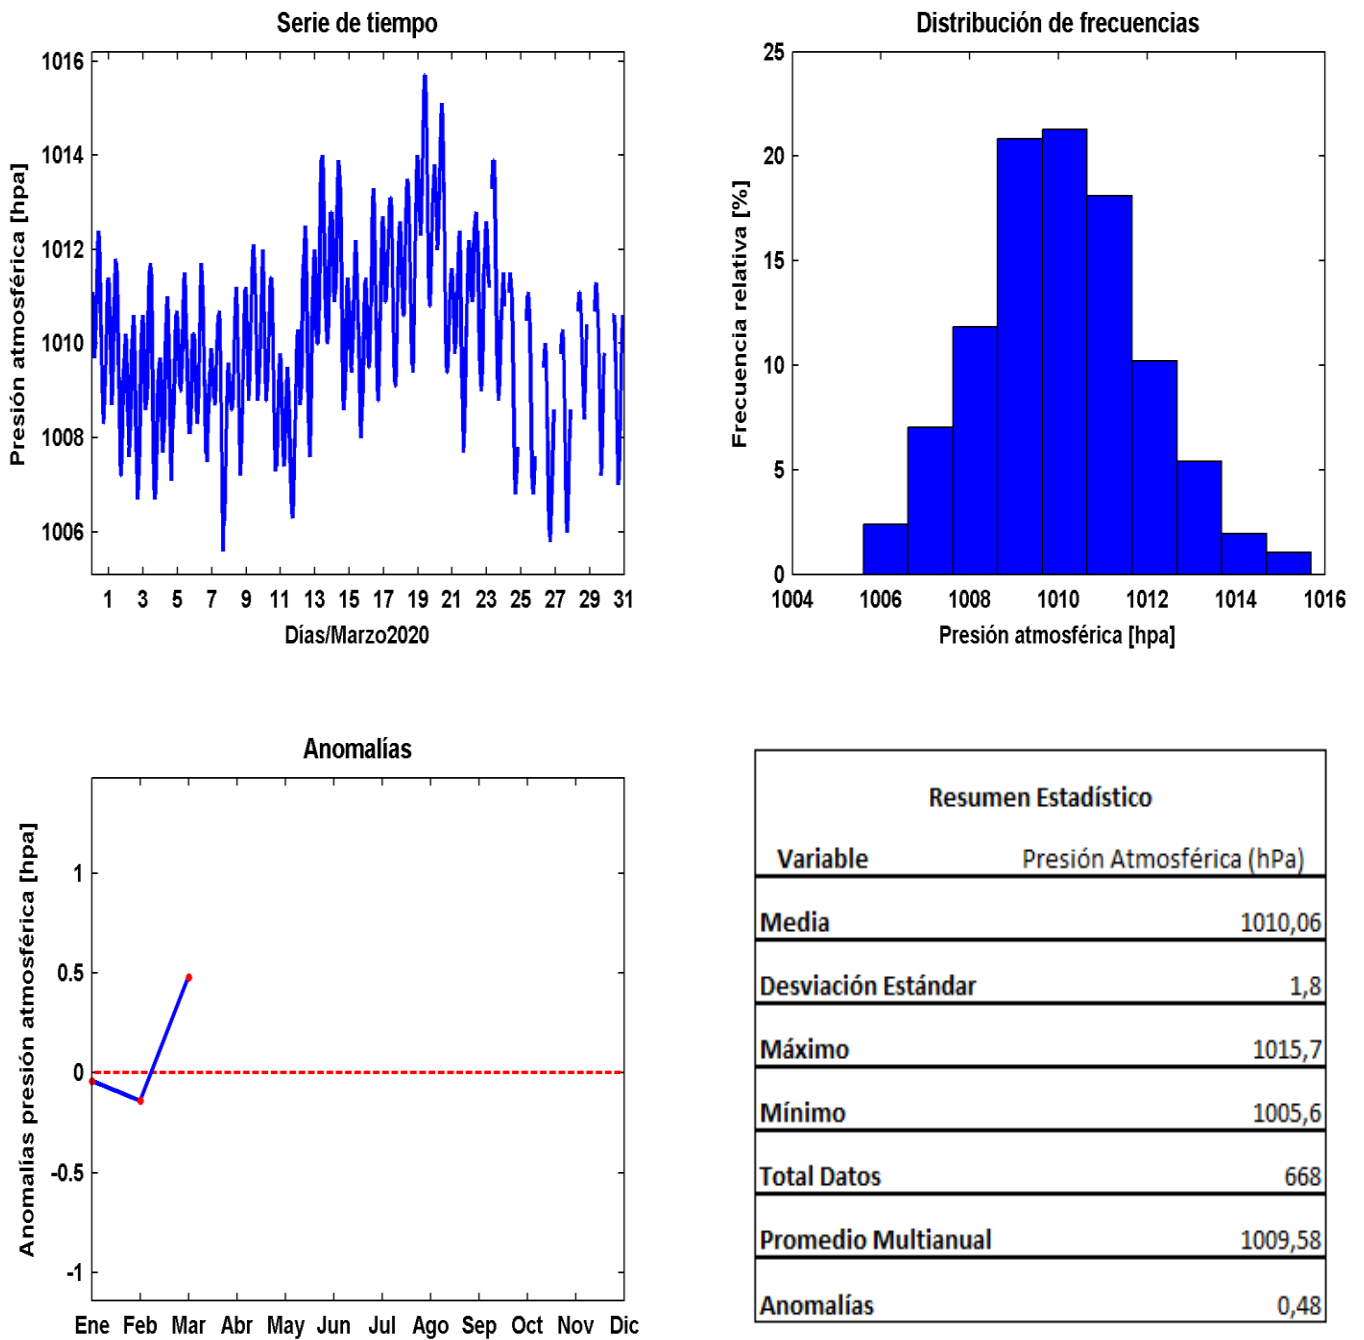 Serie de tiempo
1016
1014
1012
1010
1008
1006
Presión atmosférica [hpa]
1 3 5 7 9 11 13 15 17 19 21 23 25 27 29 31
Días/Marzo2020
Distribución de frecuencias
25
20
15
10
5
0
Frecuencia relativa [%]
1004 1006 1008 1010 1012 1014 1016
Presión atmosférica [hpa]
Anomalías
1
0.5
0
-0.5
-1
Anomalías presión atmosférica [hpa]
Ene Feb Mar Abr May Jun Jul Ago Sep Oct Nov Dic
Resumen Estadístico
Variable Presión Atmosférica (hPa)
Media 1010,06
Desviación Estándar 1,8
Máximo 1015,7
Mínimo 1005,6
Total Datos 668
Promedio Multianual 1009,58
Anomalías 0,48